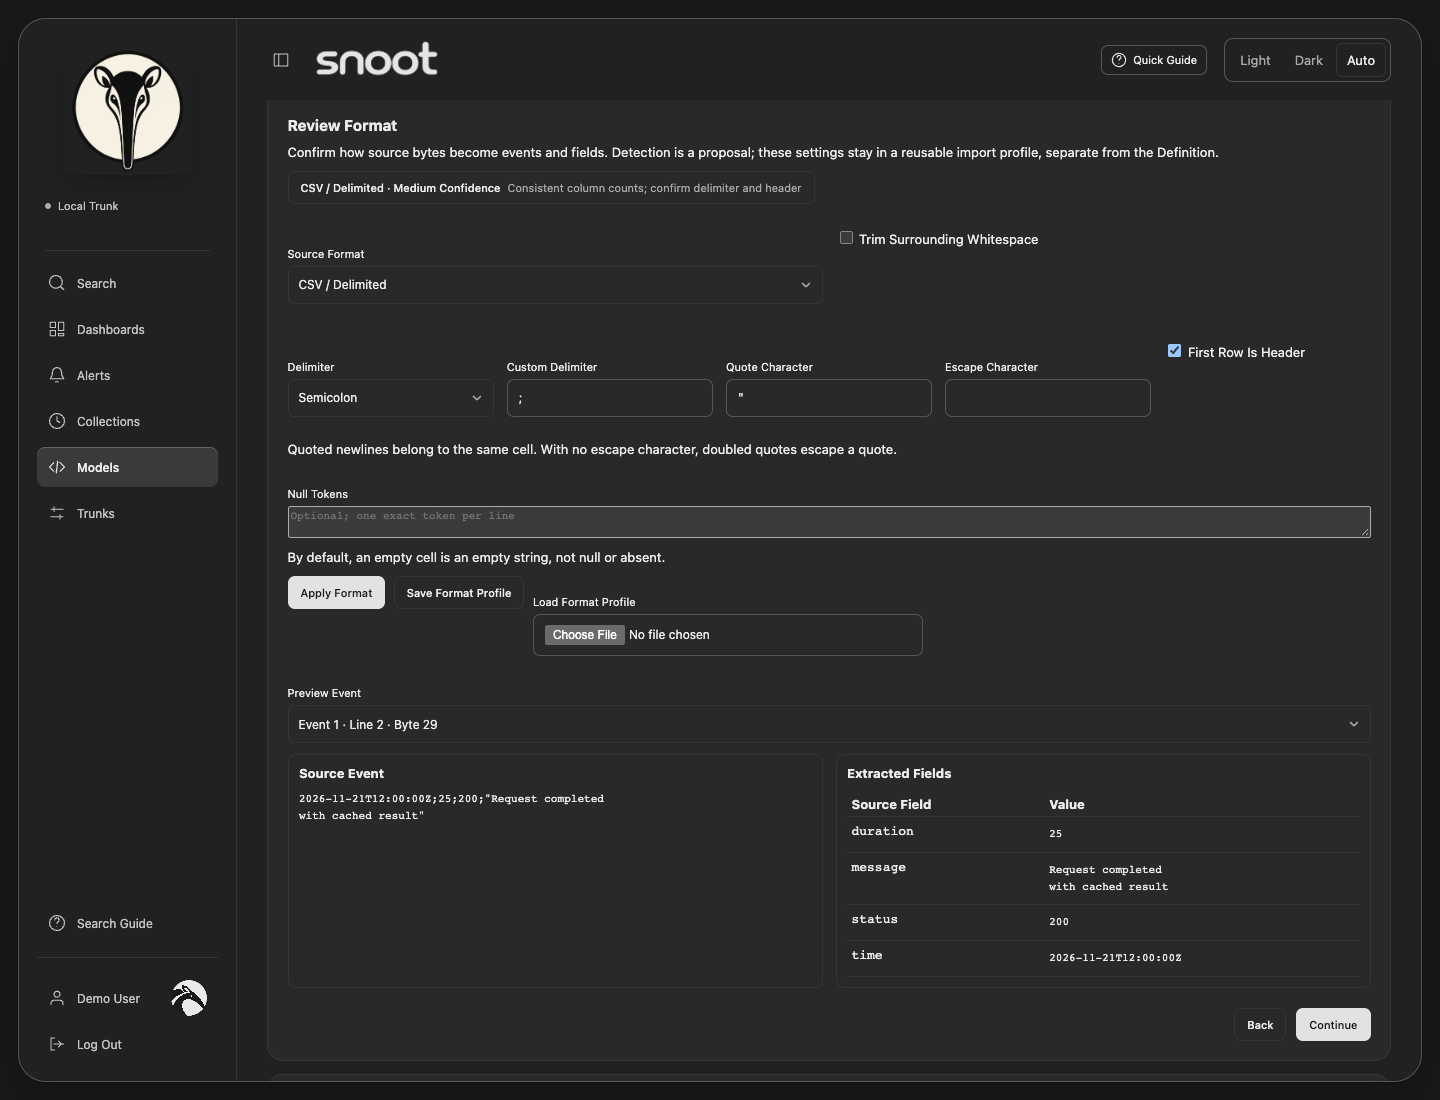 snoot
Quick Guide
Light
Dark
Auto
Local Trunk
Search
Dashboards
Alerts
Collections
Models
Trunks
Search Guide
Demo User
Log Out
Review Format
Confirm how source bytes become events and fields. Detection is a proposal; these settings stay in a reusable import profile, separate from the Definition.
CSV / Delimited · Medium Confidence Consistent column counts; confirm delimiter and header
Trim Surrounding Whitespace
Source Format
CSV / Delimited
First Row Is Header
Delimiter
Custom Delimiter
Quote Character
Escape Character
Semicolon
;
"
Quoted newlines belong to the same cell. With no escape character, doubled quotes escape a quote.
Null Tokens
Optional; one exact token per line
By default, an empty cell is an empty string, not null or absent.
Apply Format
Save Format Profile
Load Format Profile
Choose File No file chosen
Preview Event
Event 1 · Line 2 · Byte 29
Source Event
2026-11-21T12:00:00Z;25;200;"Request completed
with cached result"
Extracted Fields
Source Field Value
duration 25
message Request completed
with cached result
status 200
time 2026-11-21T12:00:00Z
Back
Continue